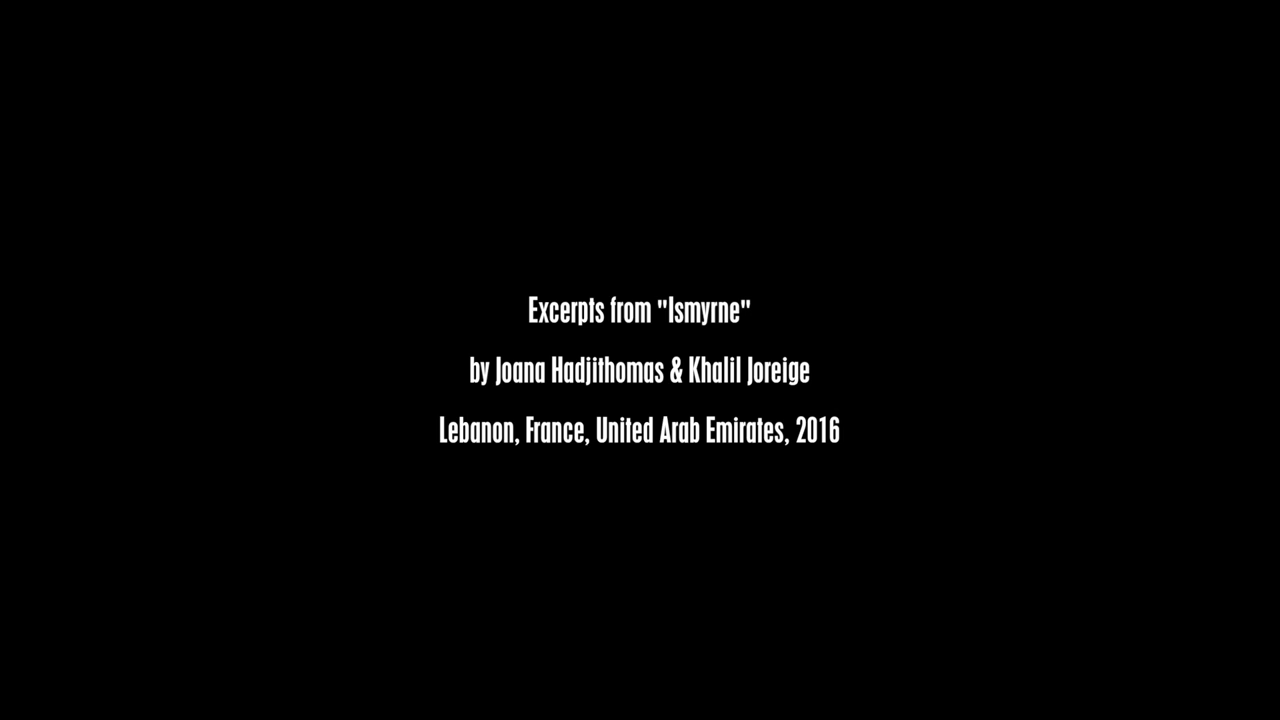 Excerpts from "Ismyrne"
by Joana Hadjithomas & Khalil Joreige
Lebanon, France, United Arab Emirates, 2016